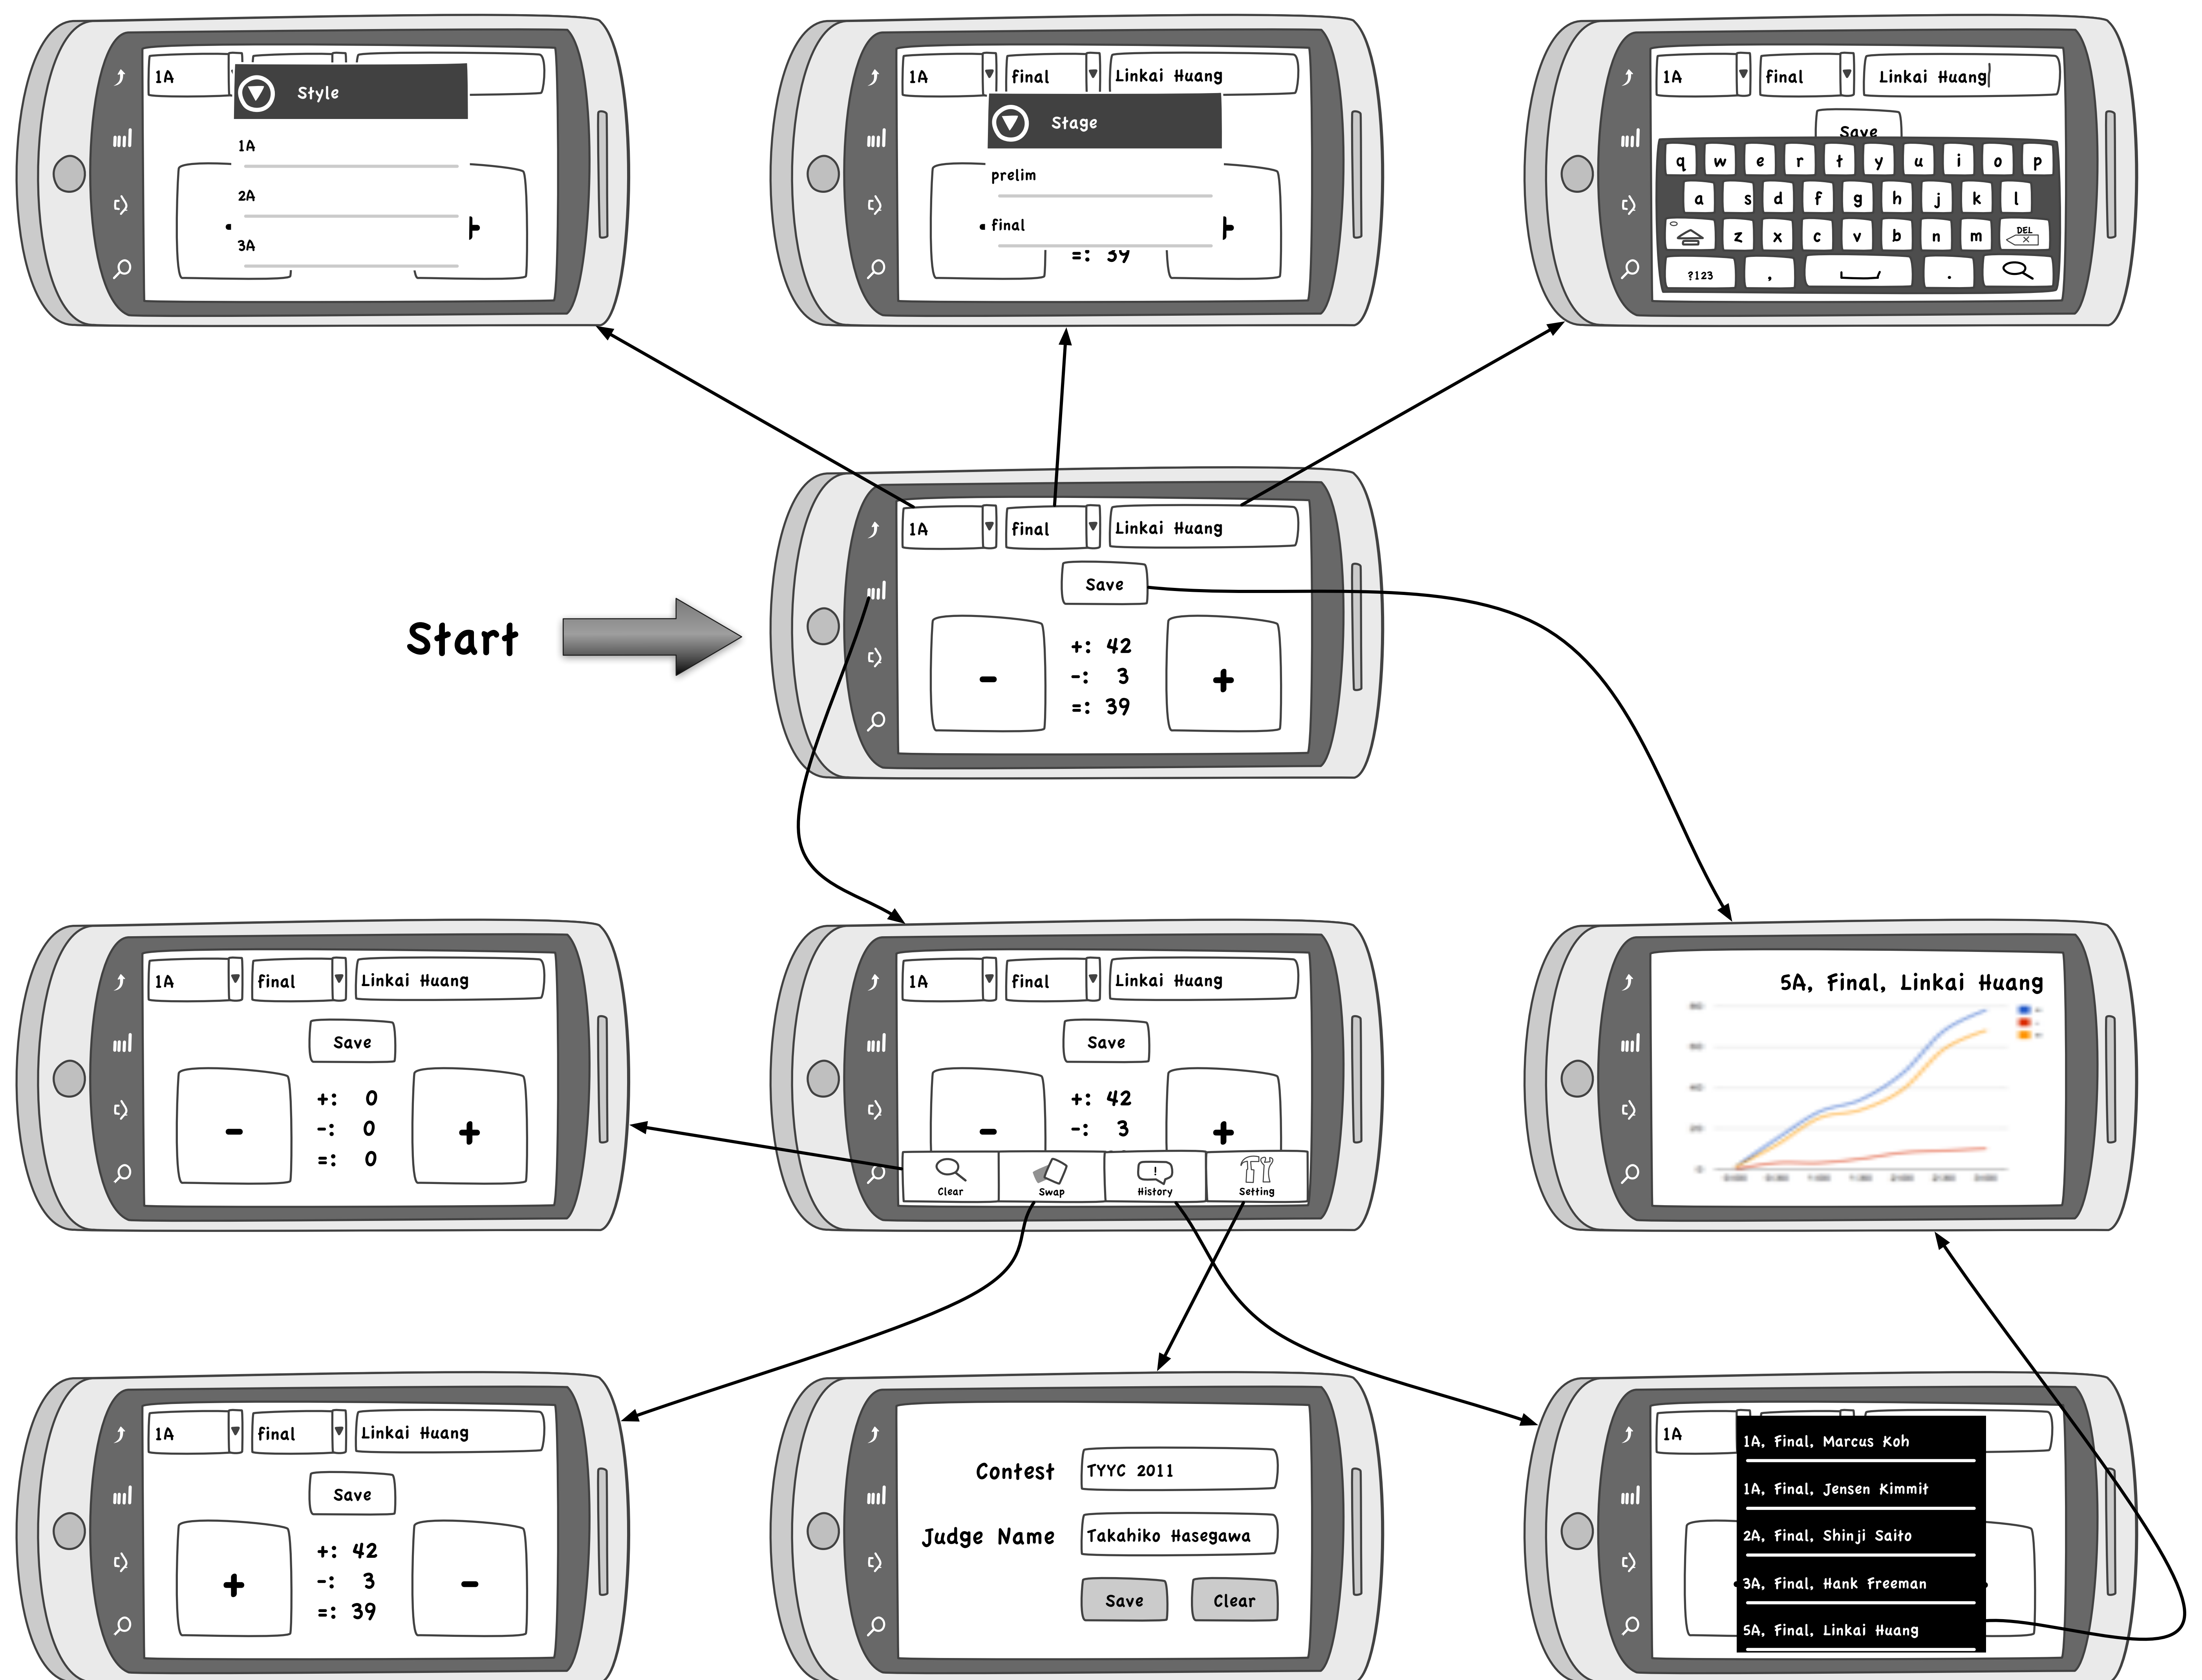 1A
Style
1A
2A
3A
1A final Linkai Huang
Stage
prelim
final
=: 39
1A final Linkai Huang
Save
q w e r t y u i o p
a s d f g h j k l
z x c v b n m DEL
?123 , .
Start
1A final Linkai Huang
Save
+: 42
-: 3
=: 39
- +
1A final Linkai Huang
Save
+: 0
-: 0
=: 0
- +
1A final Linkai Huang
Save
+: 42
-: 3
- +
Clear Swap History Setting
5A, Final, Linkai Huang
1A final Linkai Huang
Save
+: 42
-: 3
=: 39
+ -
Contest TYYC 2011
Judge Name Takahiko Hasegawa
Save Clear
1A
1A, Final, Marcus Koh
1A, Final, Jensen Kimmit
2A, Final, Shinji Saito
3A, Final, Hank Freeman
5A, Final, Linkai Huang